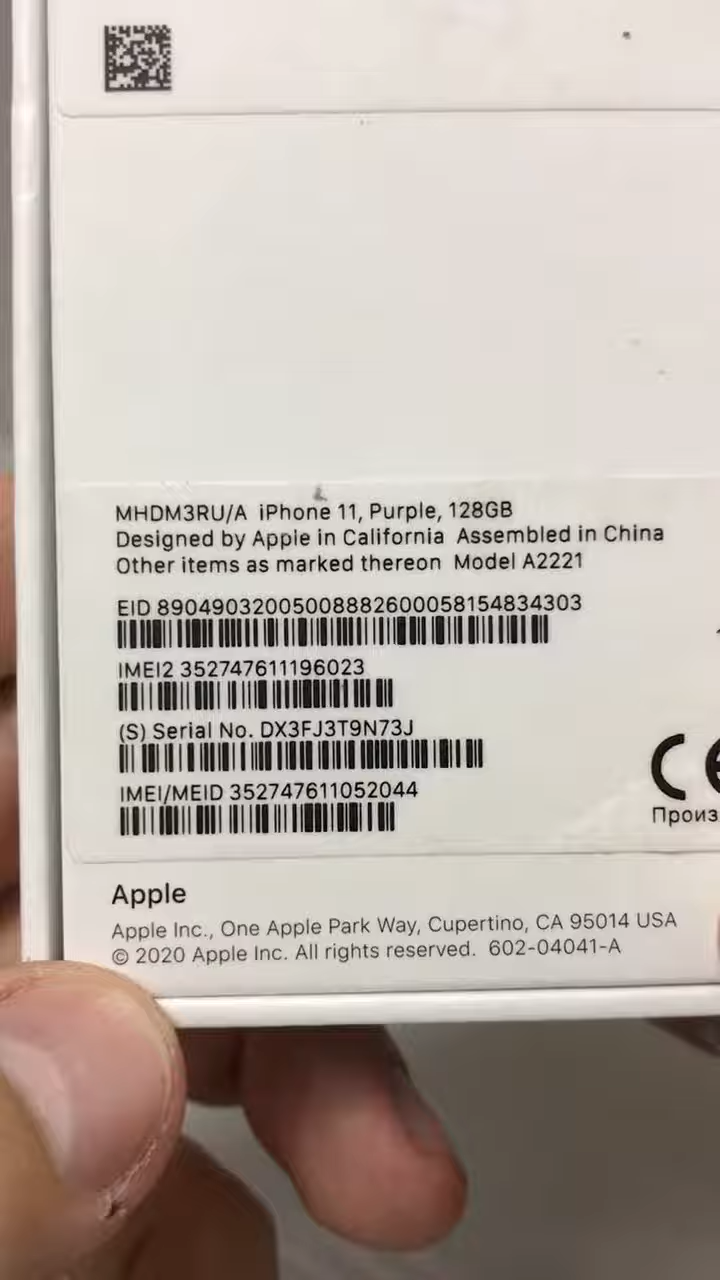 MHDM3RU/A iPhone 11, Purple, 128GB
Designed by Apple in California Assembled in China
Other items as marked thereon Model A2221
EID 89049032005008882600058154834303
IMEI2 352747611196023
(S) Serial No. DX3FJ3T9N73J
IMEI/MEID 352747611052044
CE
Произ
Apple
Apple Inc., One Apple Park Way, Cupertino, CA 95014 USA
© 2020 Apple Inc. All rights reserved. 602-04041-A